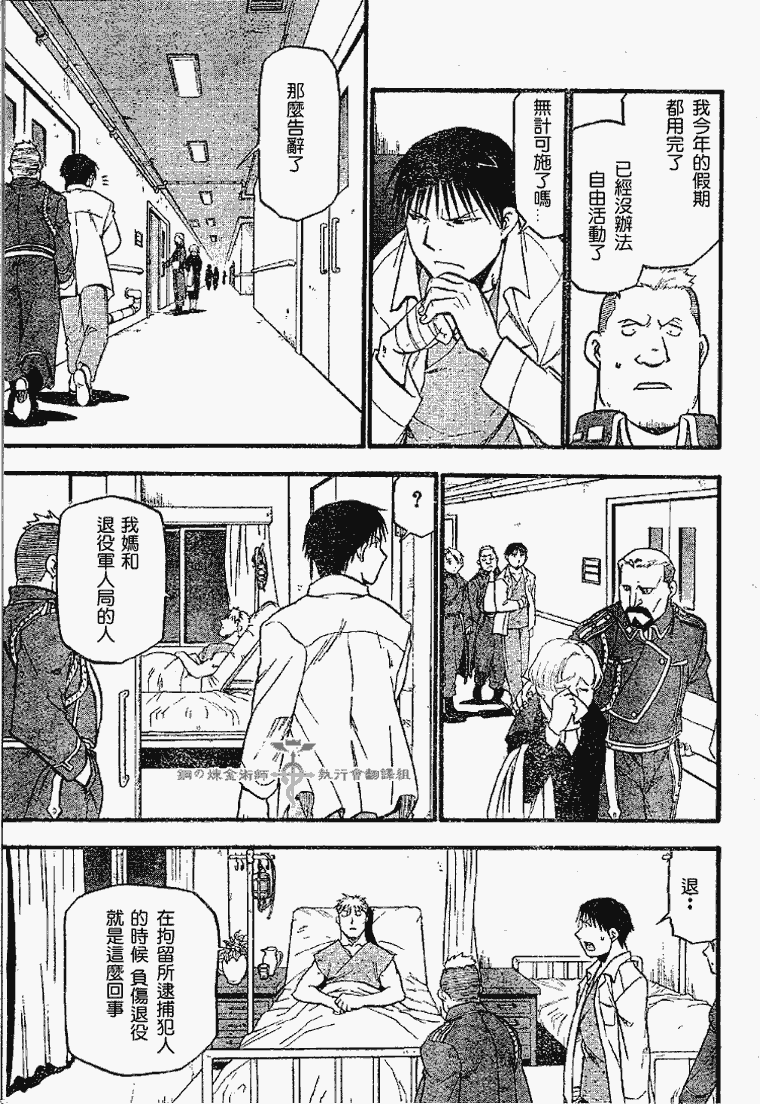 我今年的假期
都用完了
已經沒辦法
自由活動了
無計可施了嗎…
那麼告辭了
?
我媽和
退役軍人局的人
鋼の煉金術師 執行會翻譯組
退…
在拘留所逮捕犯人
的時候 負傷退役
就是這麼回事